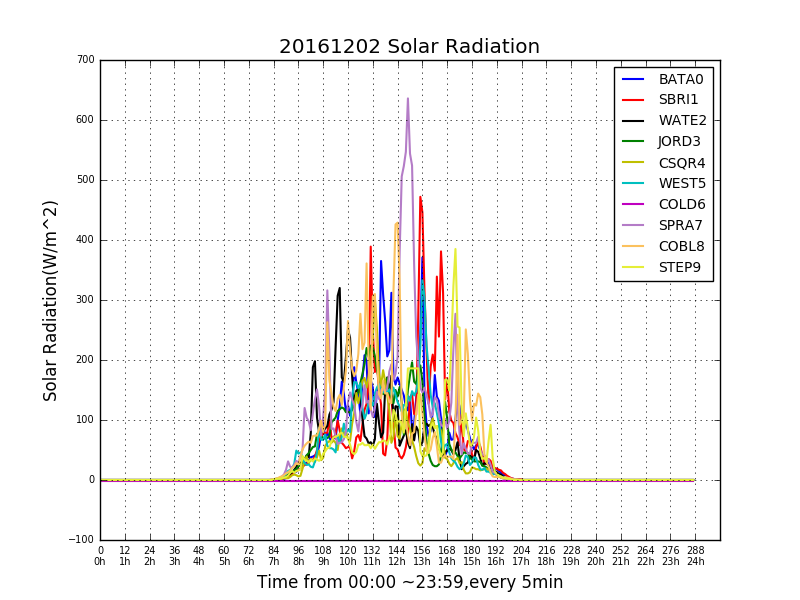 20161202 Solar Radiation
700
600
500
400
300
200
100
0
−100
Solar Radiation(W/m^2)
BATA0
SBRI1
WATE2
JORD3
CSQR4
WEST5
COLD6
SPRA7
COBL8
STEP9
0 12 24 36 48 60 72 84 96 108 120 132 144 156 168 180 192 204 216 228 240 252 264 276 288
0h 1h 2h 3h 4h 5h 6h 7h 8h 9h 10h 11h 12h 13h 14h 15h 16h 17h 18h 19h 20h 21h 22h 23h 24h
Time from 00:00 ~23:59,every 5min